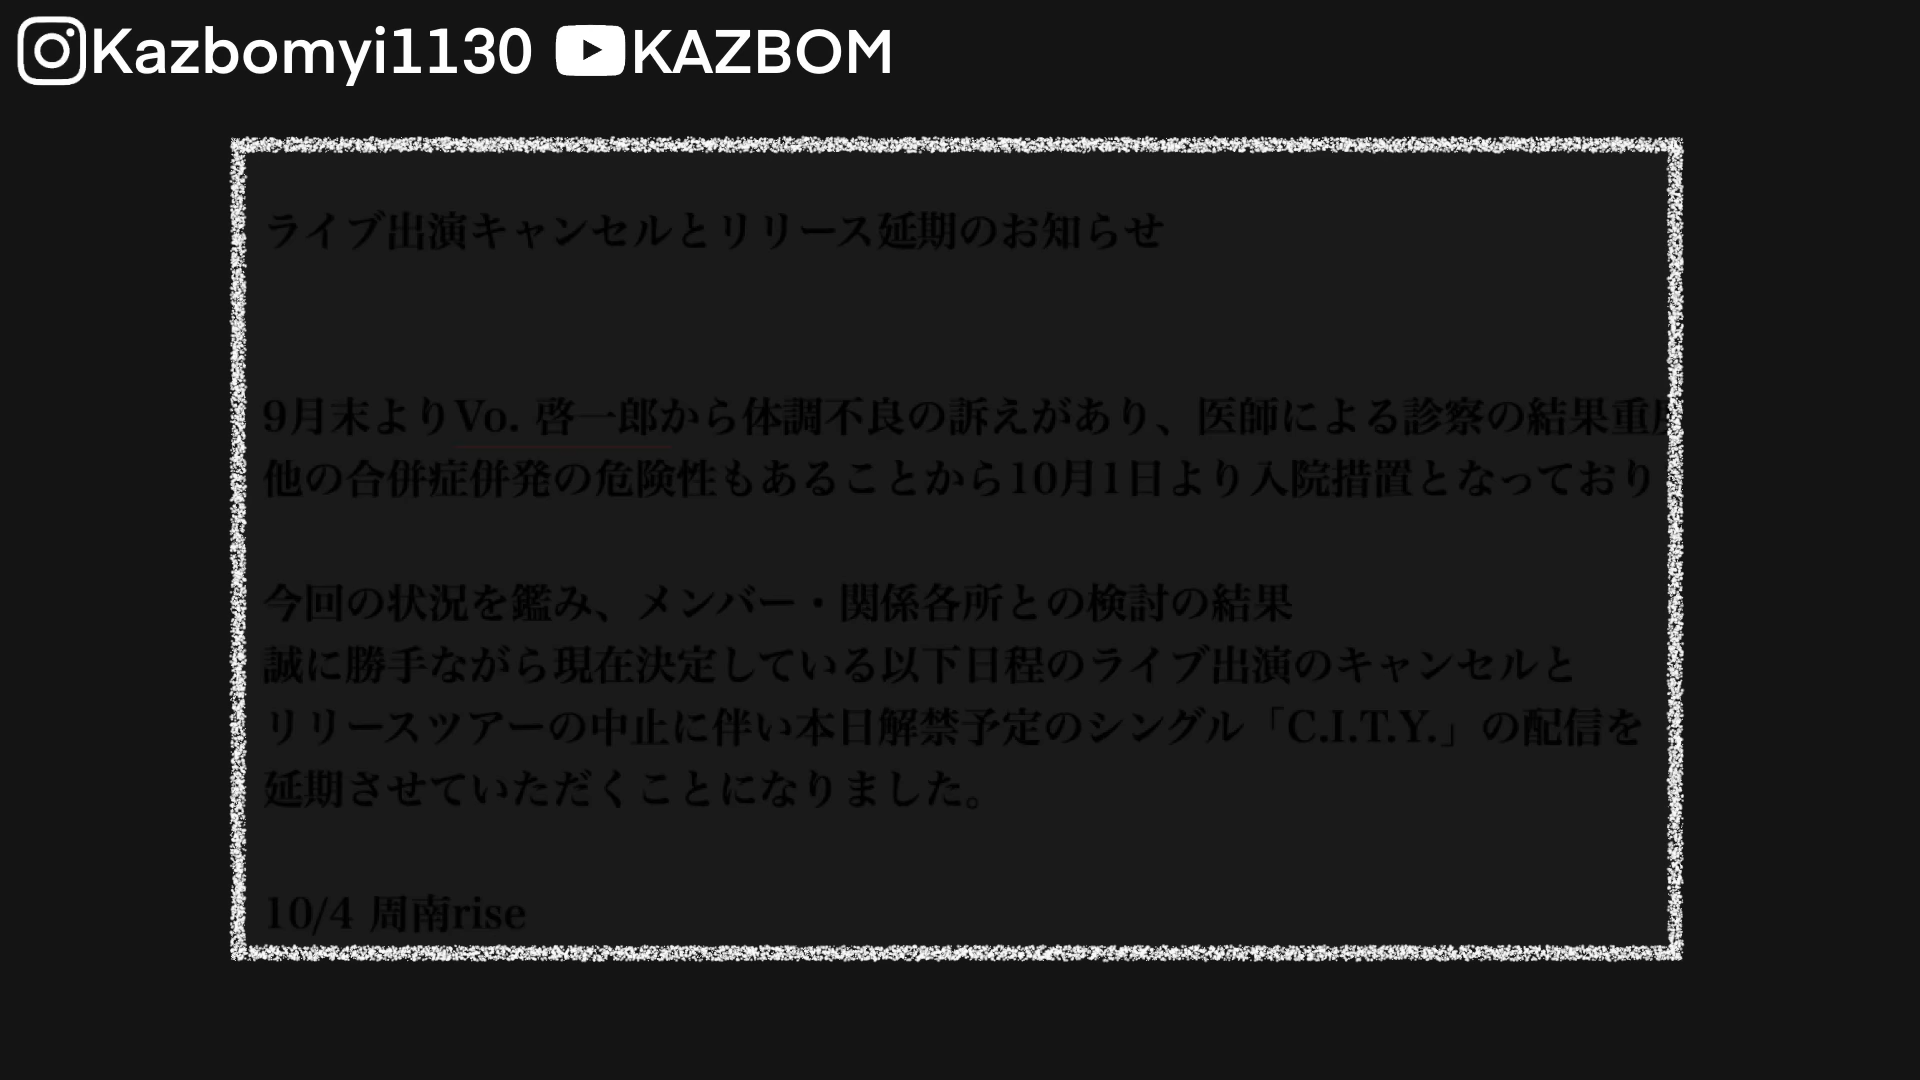 Kazbomyi1130 KAZBOM
ライブ出演キャンセルとリリース延期のお知らせ
9月末よりVo. 啓一郎から体調不良の訴えがあり、医師による診察の結果重度
他の合併症併発の危険性もあることから10月1日より入院措置となっており
今回の状況を鑑み、メンバー・関係各所との検討の結果
誠に勝手ながら現在決定している以下日程のライブ出演のキャンセルと
リリースツアーの中止に伴い本日解禁予定のシングル「C.I.T.Y.」の配信を
延期させていただくことになりました。
10/4 周南rise